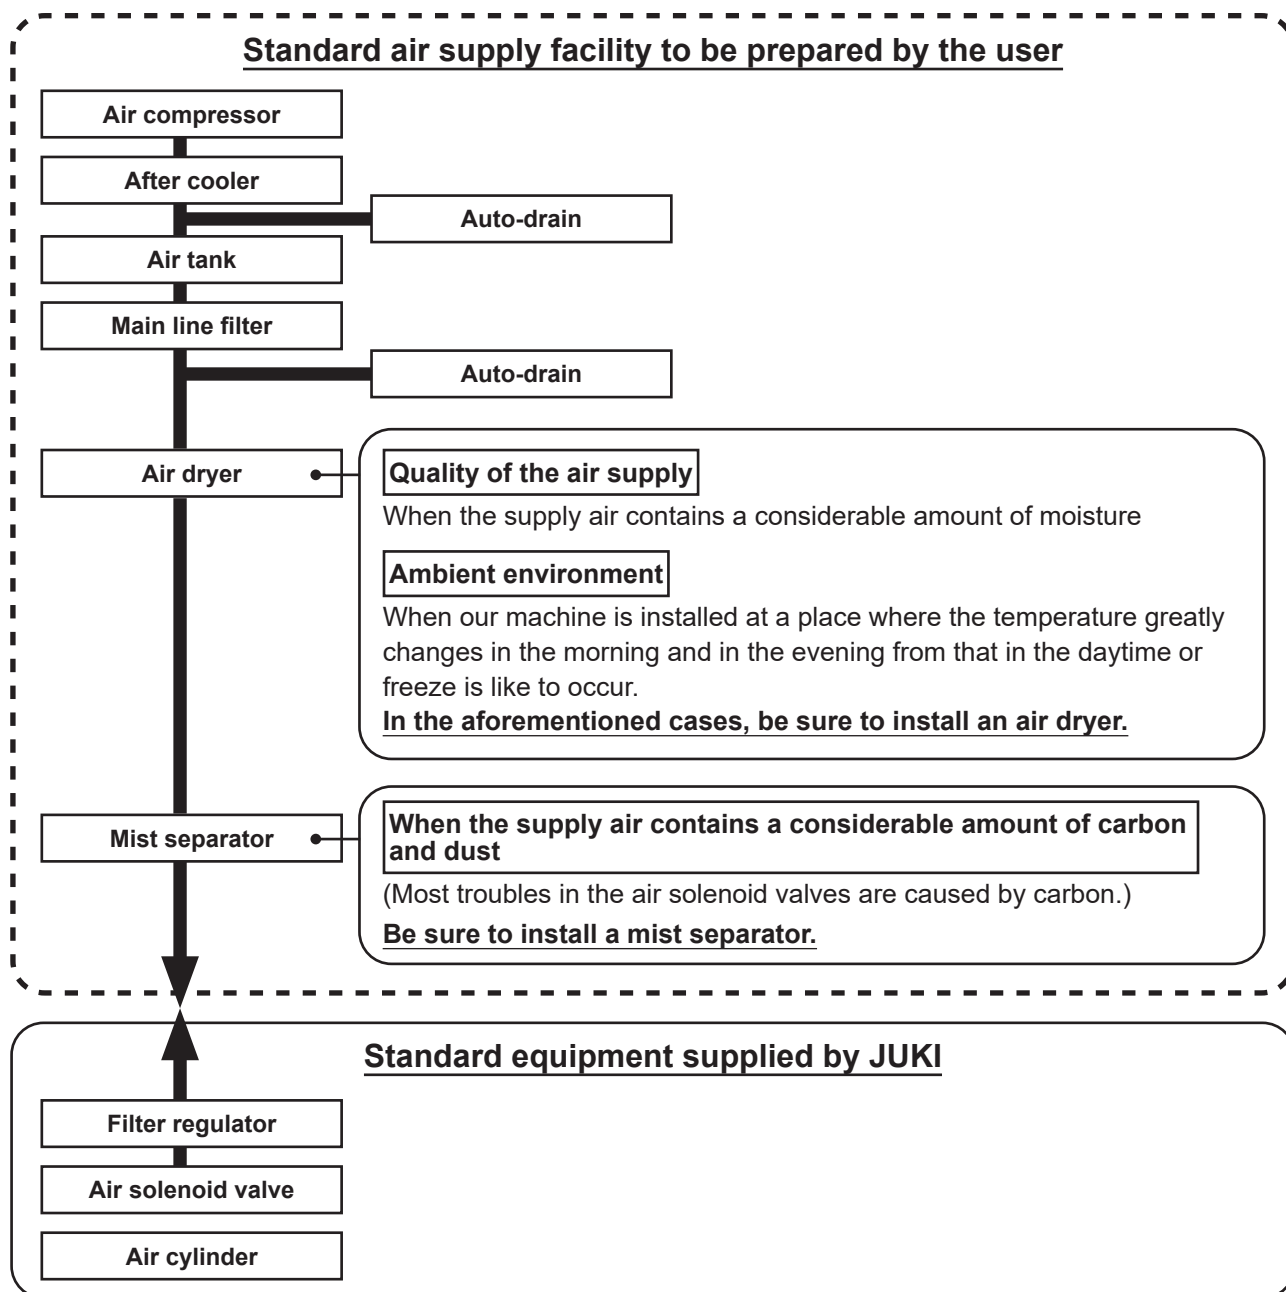 Standard air supply facility to be prepared by the user
Air compressor
After cooler
Auto-drain
Air tank
Main line filter
Auto-drain
Air dryer
Quality of the air supply
When the supply air contains a considerable amount of moisture
Ambient environment
When our machine is installed at a place where the temperature greatly
changes in the morning and in the evening from that in the daytime or
freeze is like to occur.
In the aforementioned cases, be sure to install an air dryer.
Mist separator
When the supply air contains a considerable amount of carbon
and dust
(Most troubles in the air solenoid valves are caused by carbon.)
Be sure to install a mist separator.
Standard equipment supplied by JUKI
Filter regulator
Air solenoid valve
Air cylinder